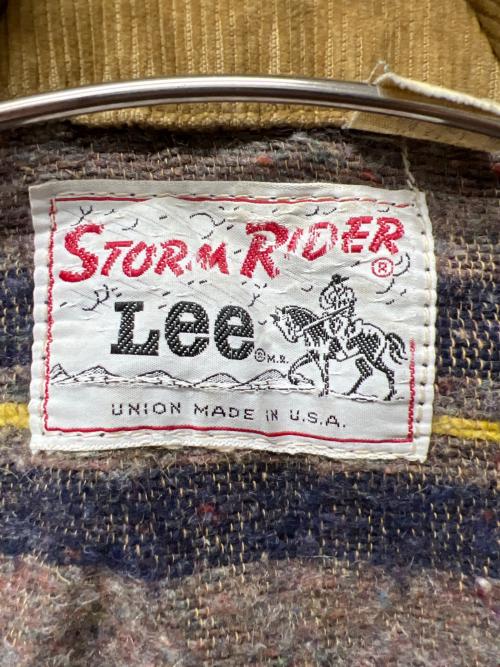 STORM RIDER ®
Lee ® M.R.
UNION MADE IN U.S.A.